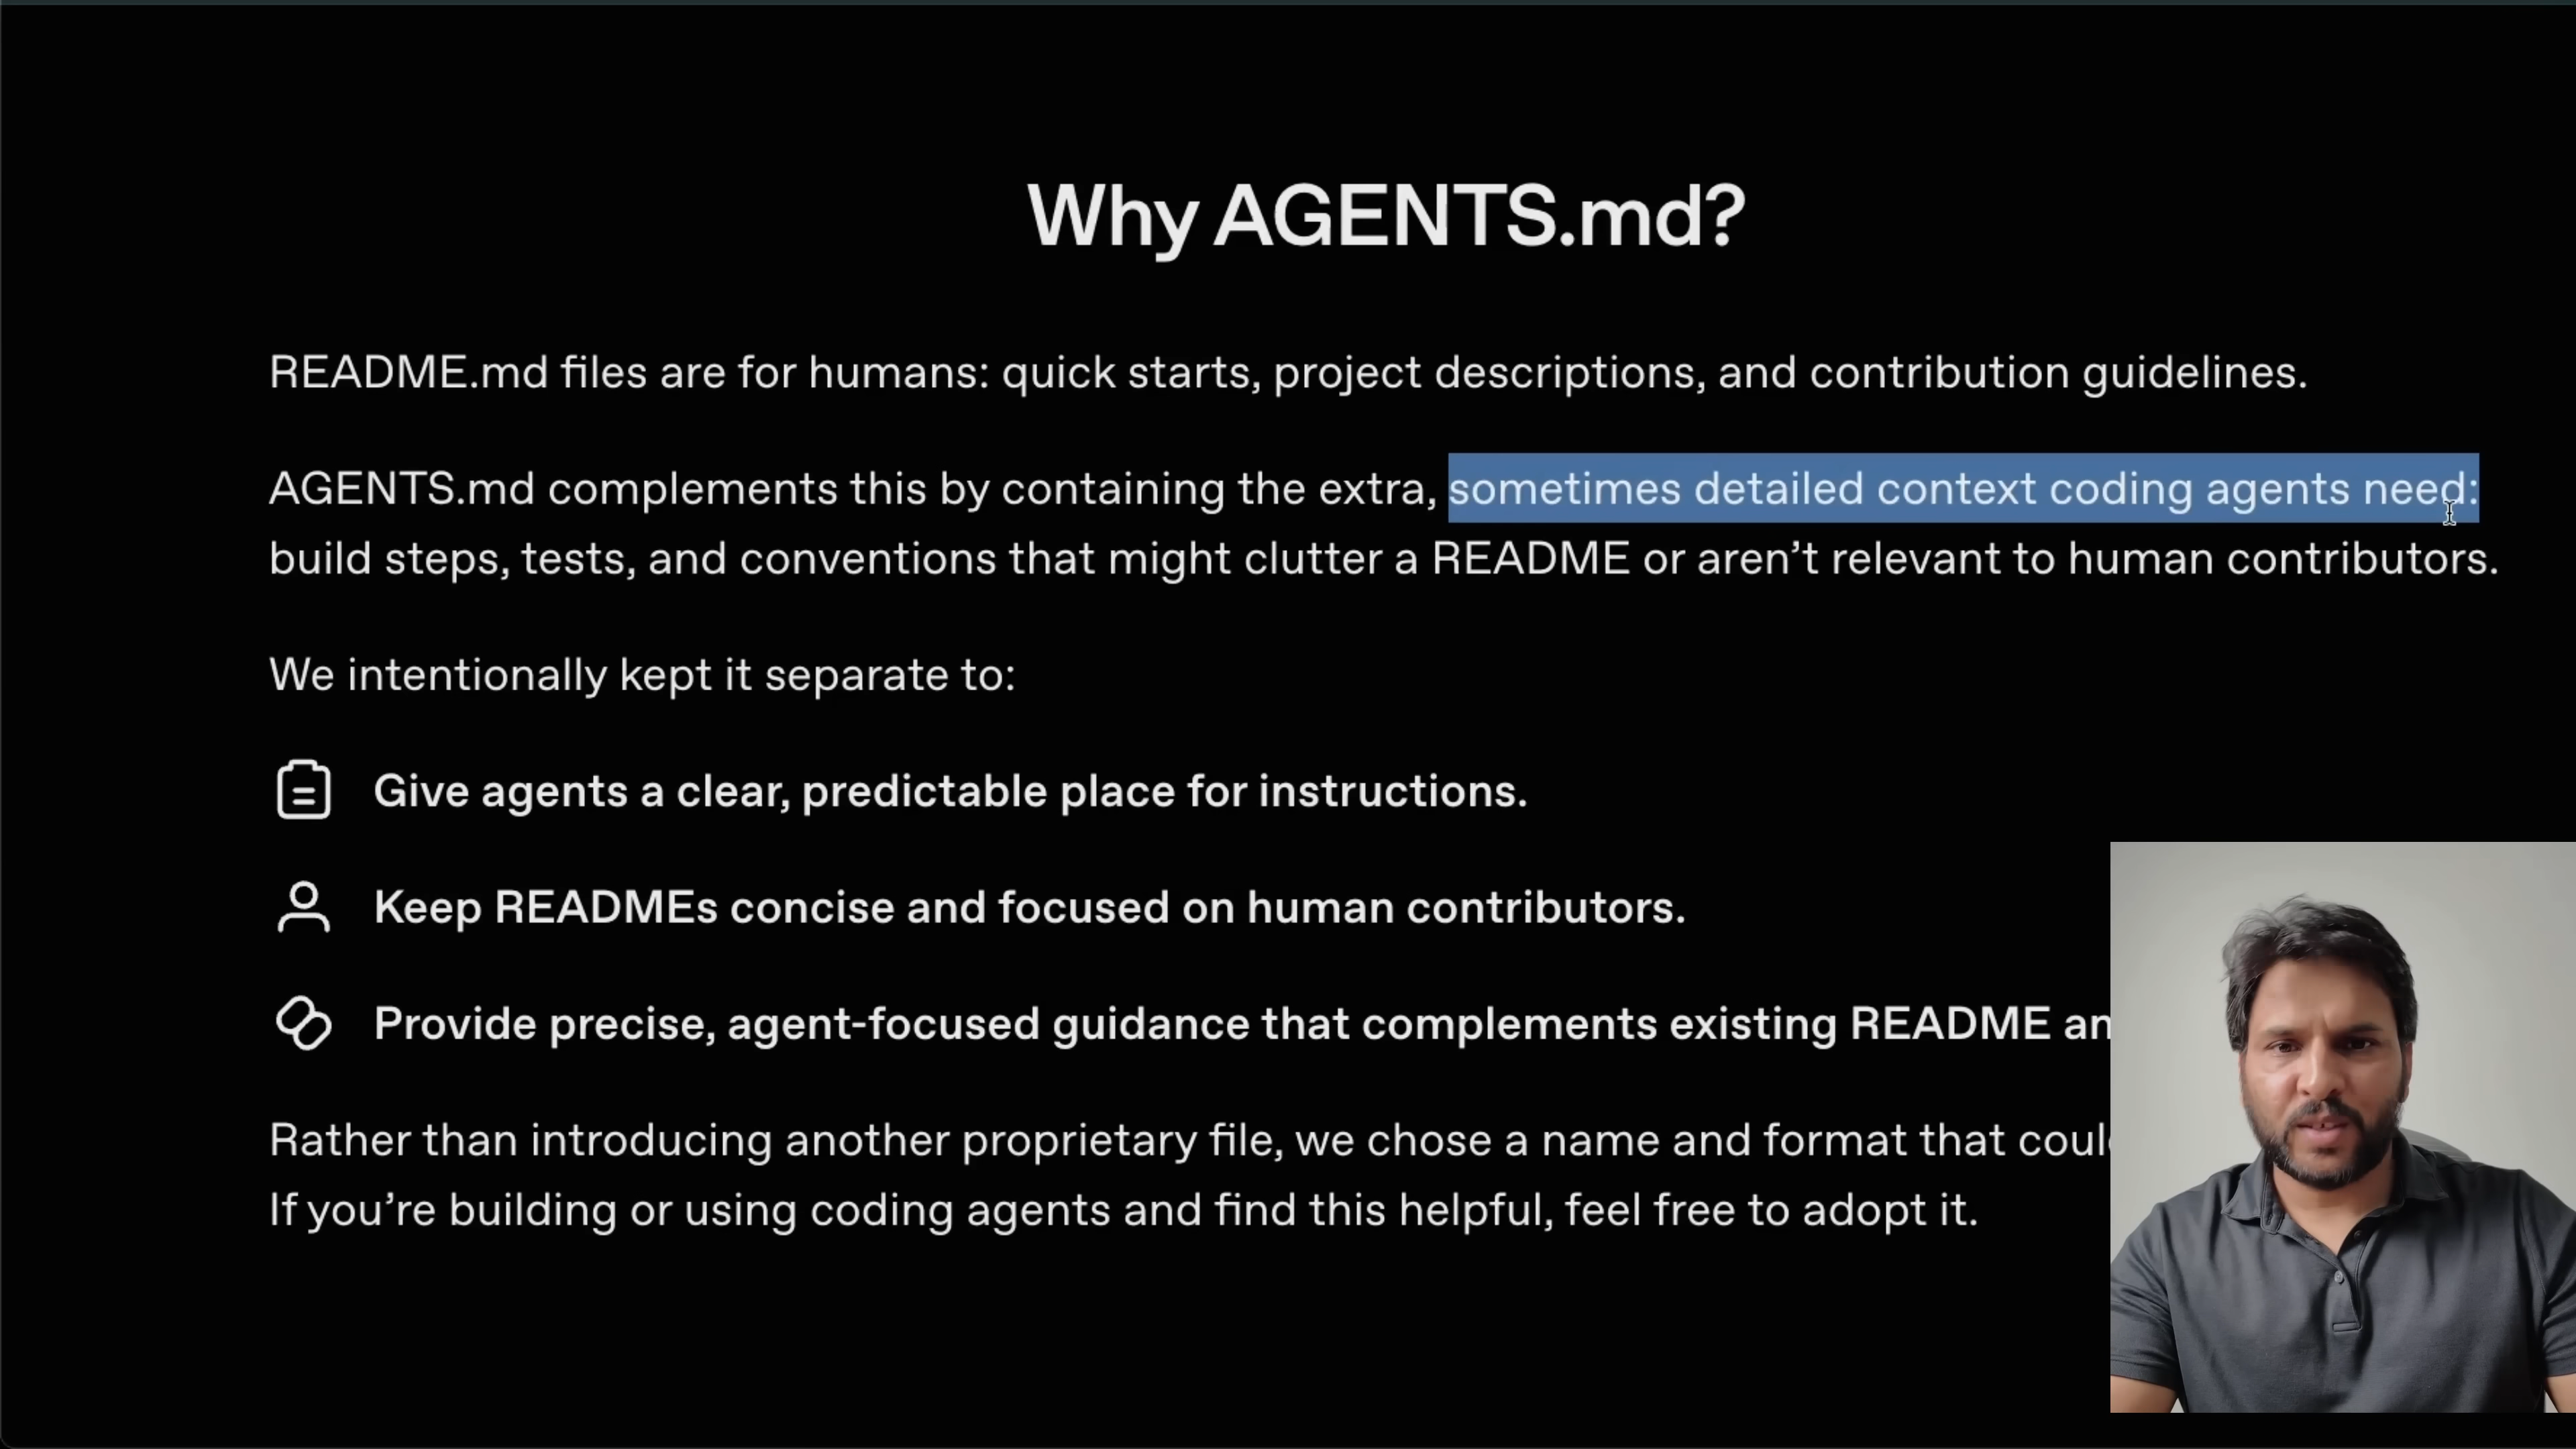 Why AGENTS.md?
README.md files are for humans: quick starts, project descriptions, and contribution guidelines.
AGENTS.md complements this by containing the extra, sometimes detailed context coding agents need:
build steps, tests, and conventions that might clutter a README or aren’t relevant to human contributors.
We intentionally kept it separate to:
Give agents a clear, predictable place for instructions.
Keep READMEs concise and focused on human contributors.
Provide precise, agent-focused guidance that complements existing README
Rather than introducing another proprietary file, we chose a name and format that
If you’re building or using coding agents and find this helpful, feel free to adopt it.